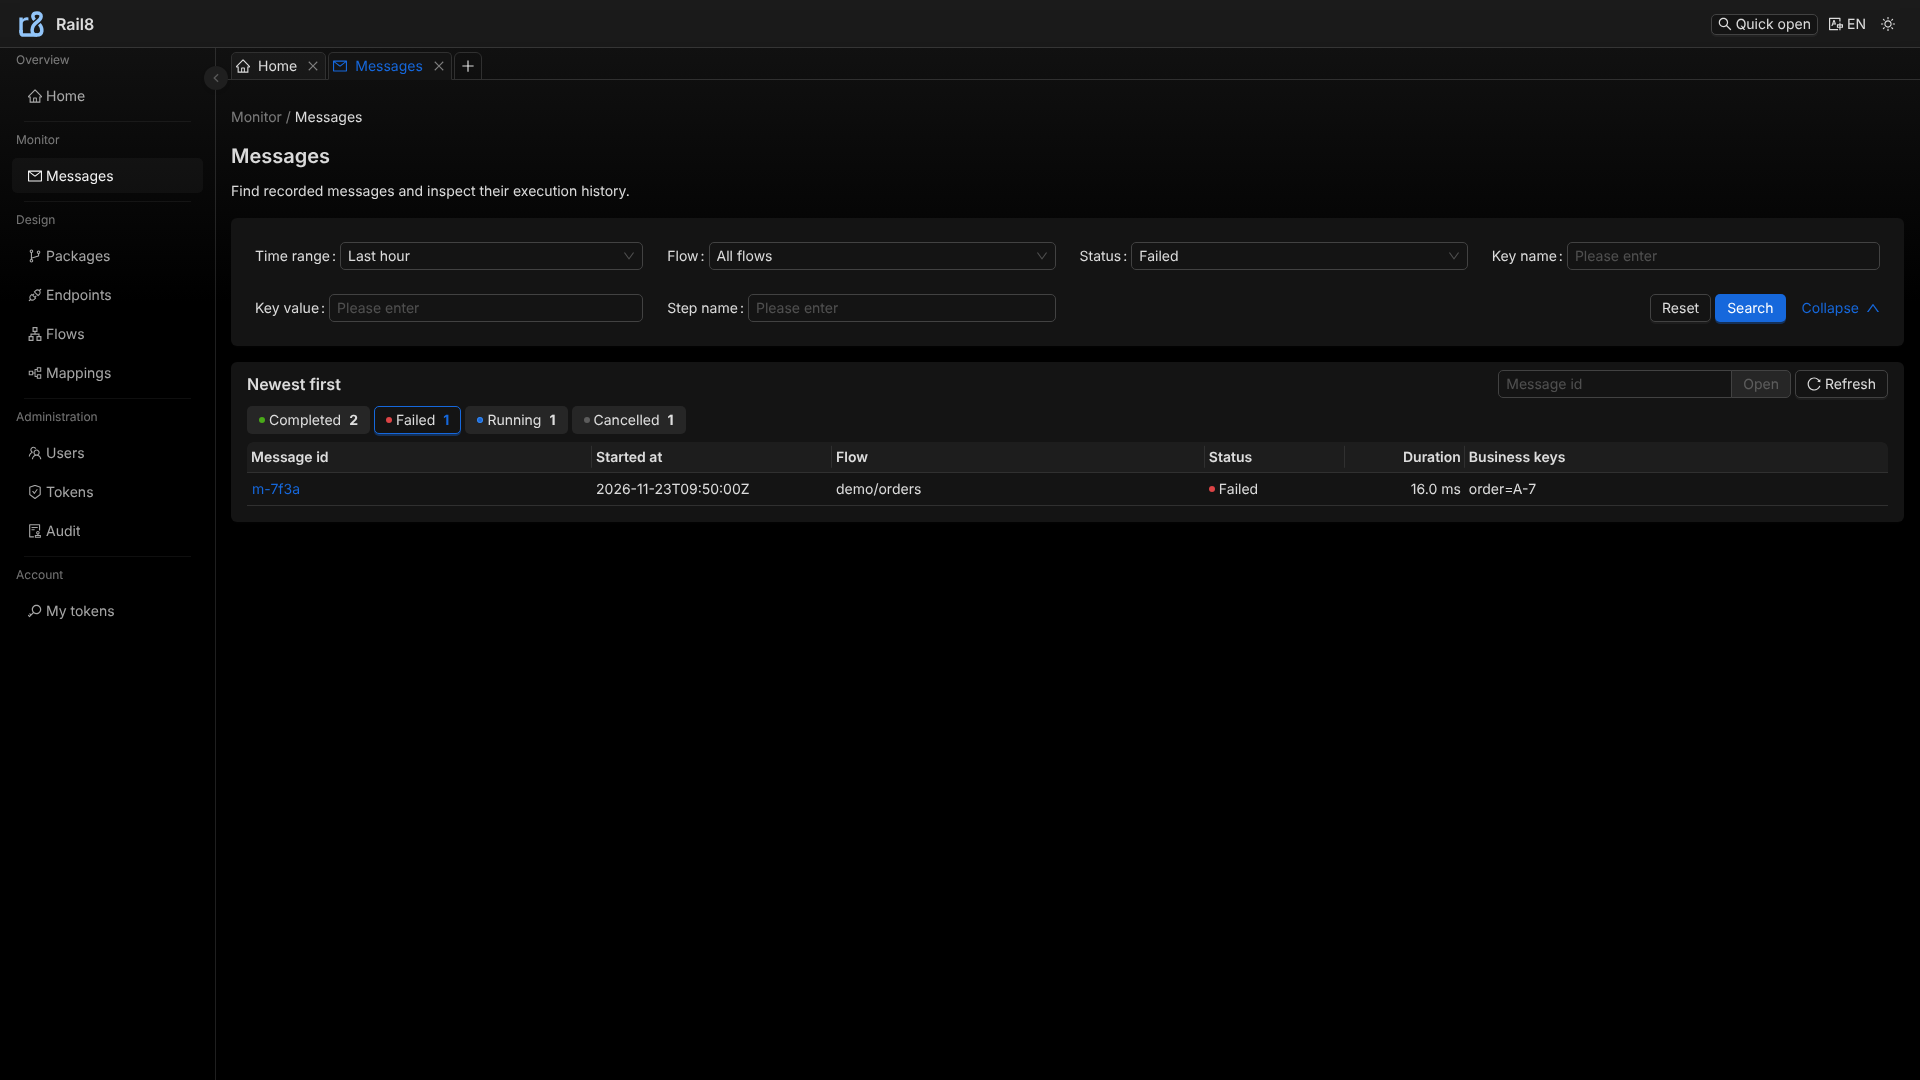 Rail8
Quick open
EN
Overview
Home
Monitor
Messages
Design
Packages
Endpoints
Flows
Mappings
Administration
Users
Tokens
Audit
Account
My tokens
Home
Messages
Monitor / Messages
Messages
Find recorded messages and inspect their execution history.
Time range: Last hour
Flow: All flows
Status: Failed
Key name: Please enter
Key value: Please enter
Step name: Please enter
Reset
Search
Collapse
Newest first
Message id
Open
Refresh
Completed 2
Failed 1
Running 1
Cancelled 1
Message id Started at Flow Status Duration Business keys
m-7f3a 2026-11-23T09:50:00Z demo/orders Failed 16.0 ms order=A-7